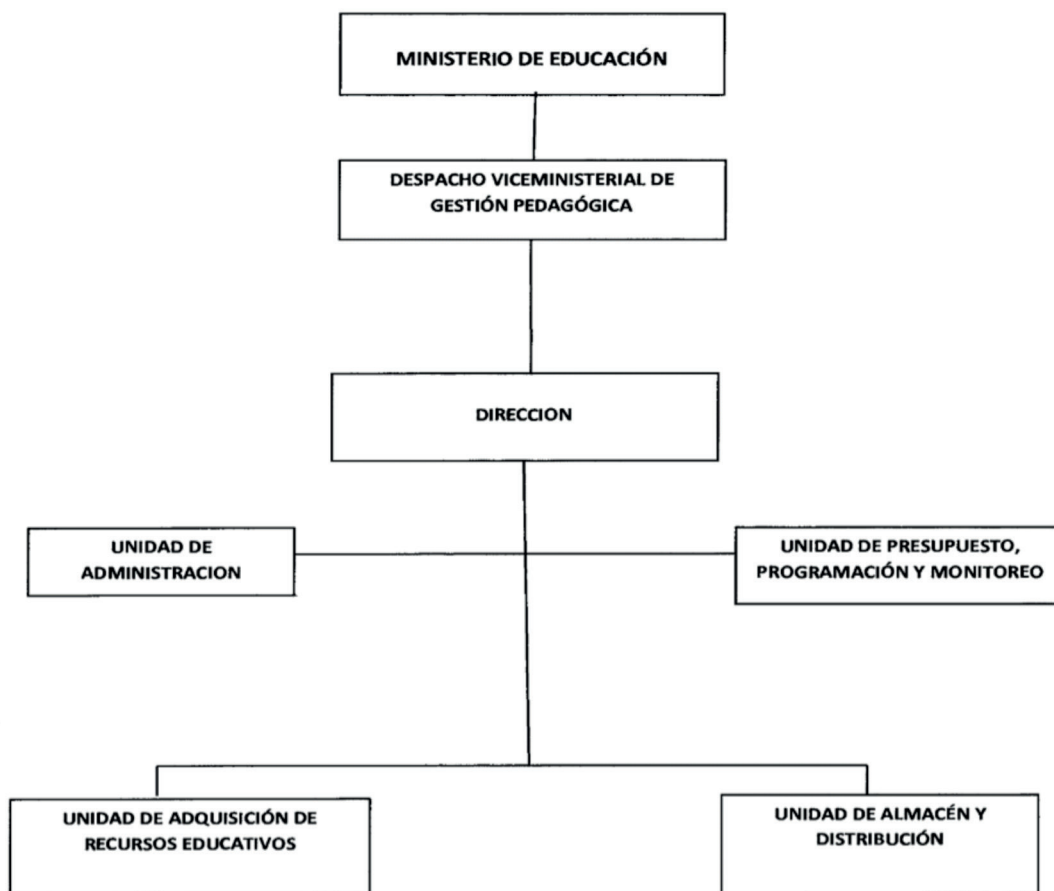 MINISTERIO DE EDUCACIÓN
DESPACHO VICEMINISTERIAL DE
GESTIÓN PEDAGÓGICA
DIRECCION
UNIDAD DE
ADMINISTRACION
UNIDAD DE PRESUPUESTO,
PROGRAMACIÓN Y MONITOREO
UNIDAD DE ADQUISICIÓN DE
RECURSOS EDUCATIVOS
UNIDAD DE ALMACÉN Y
DISTRIBUCIÓN